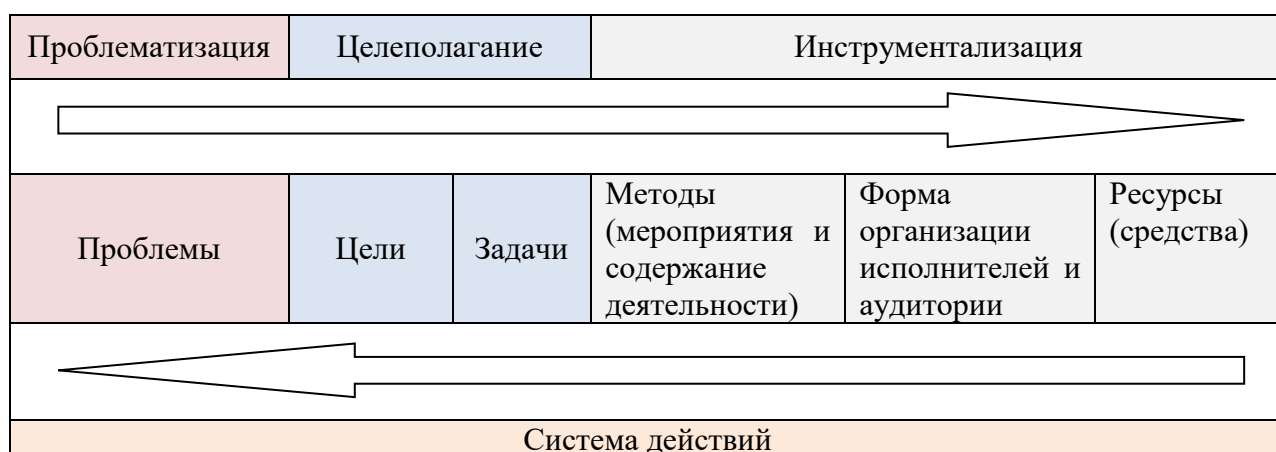 Проблематизация
Целеполагание
Инструментализация
Проблемы
Цели
Задачи
Методы
(мероприятия и
содержание
деятельности)
Форма
организации
исполнителей и
аудитории
Ресурсы
(средства)
Система действий